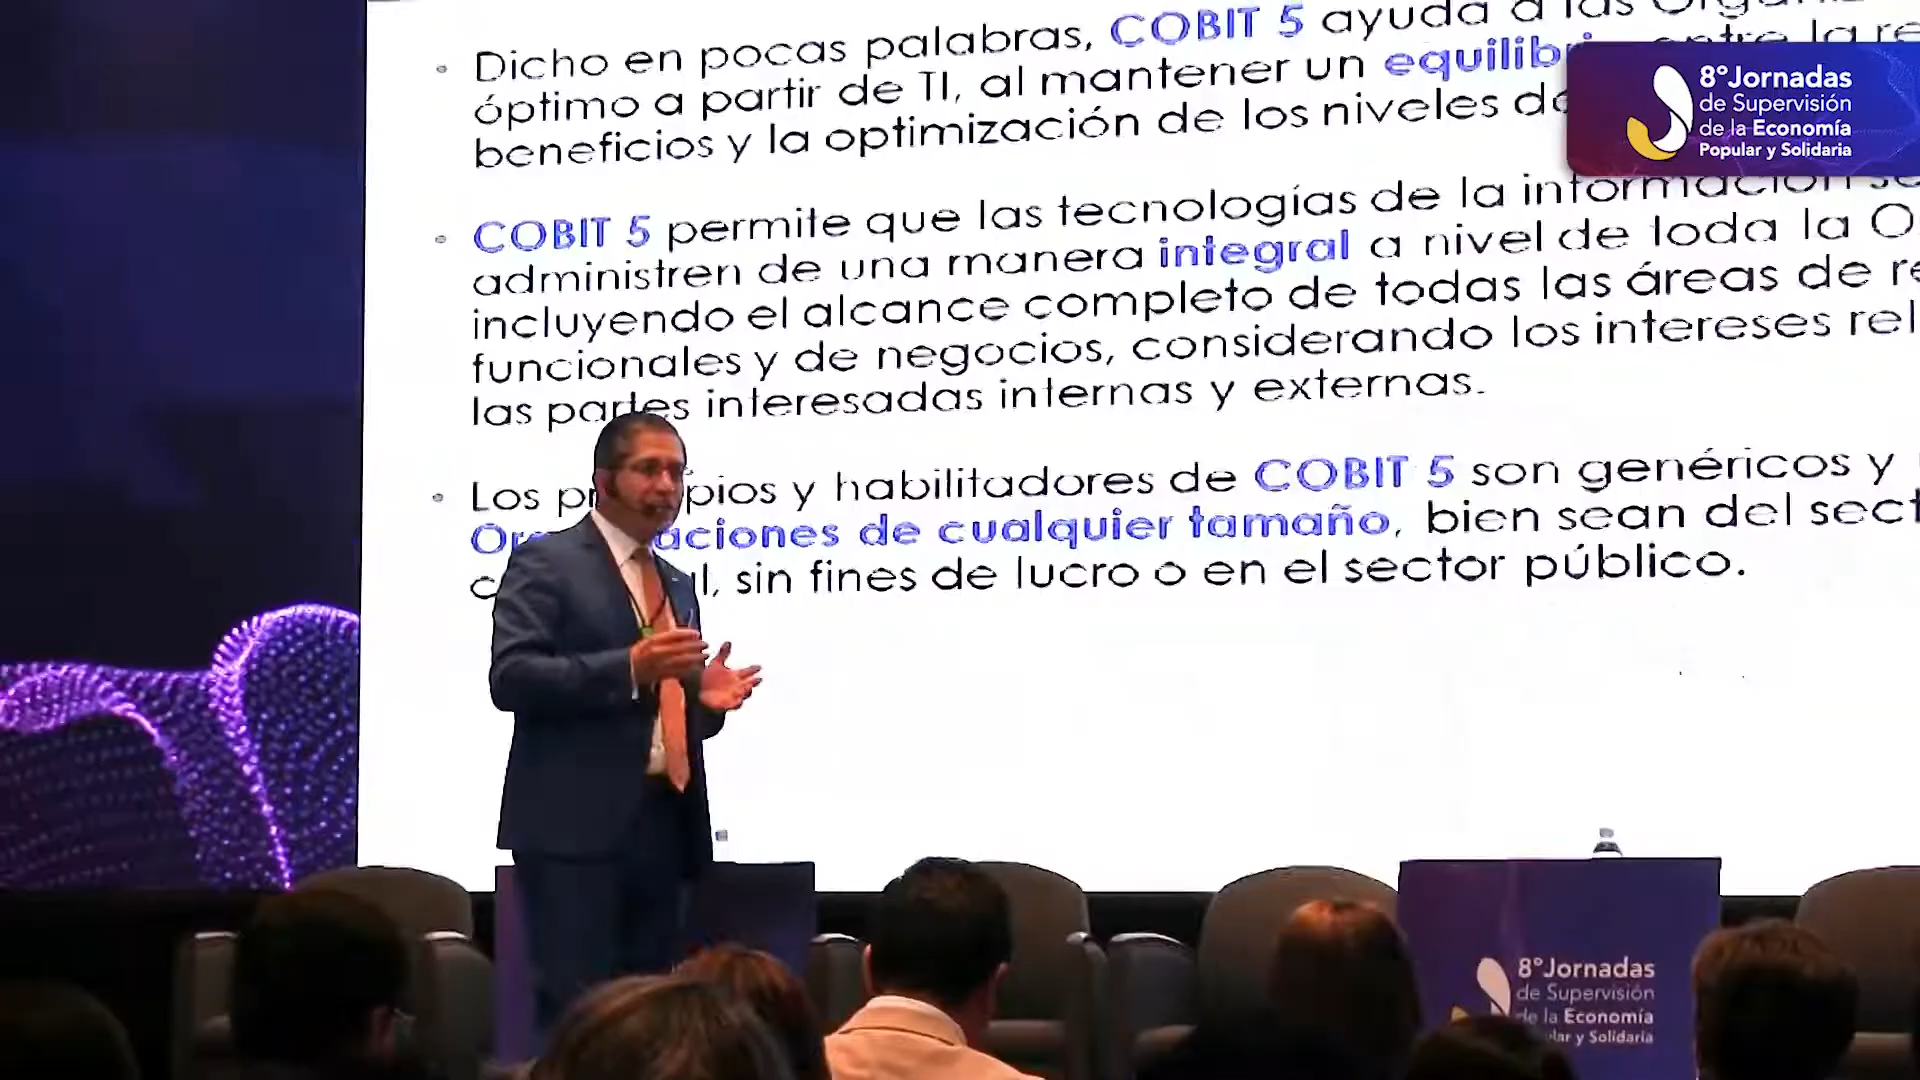 Dicho en pocas palabras, COBIT 5 ayuda a las
óptimo a partir de TI, al mantener un entre la
beneficios y la optimización de los niveles
COBIT 5 permite que las tecnologías de la información
administren de una manera integral a nivel de toda la
incluyendo el alcance completo de todas las áreas de
funcionales y de negocios, considerando los intereses
las partes interesadas internas y externas.
Los y habilitadores de COBIT 5 son genéricos y
de cualquier tamaño, bien sean del
sin fines de lucro o en el sector público.
8° Jornadas
de Supervisión
de la Economía
Popular y Solidaria
8° Jornadas
de Supervisión
de la Economía
y Solidaria